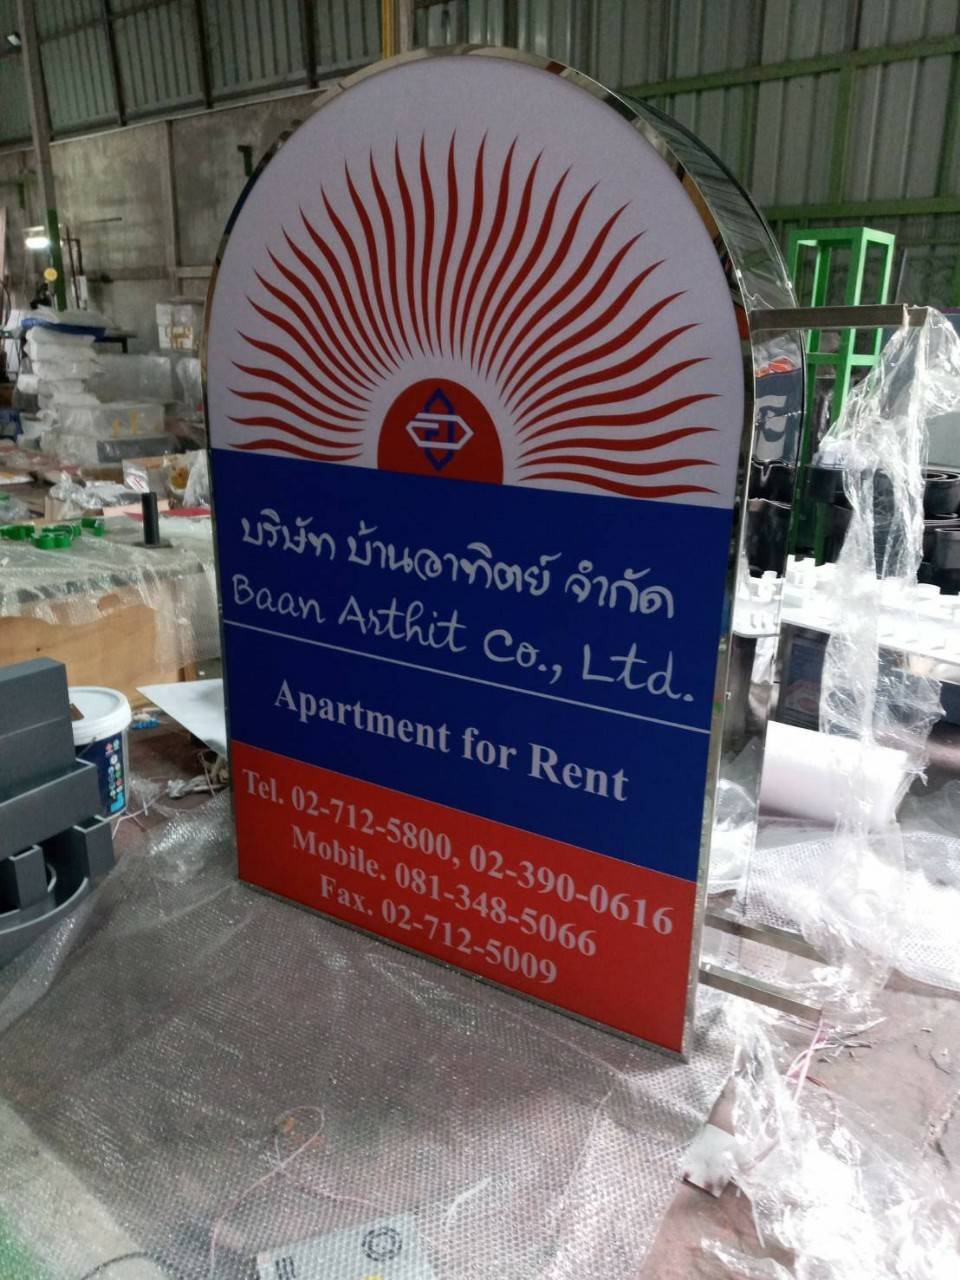 บริษัท บ้านอาทิตย์ จำกัด
Baan Arthit Co., Ltd.
Apartment for Rent
Tel. 02-712-5800, 02-390-0616
Mobile. 081-348-5066
Fax. 02-712-5009